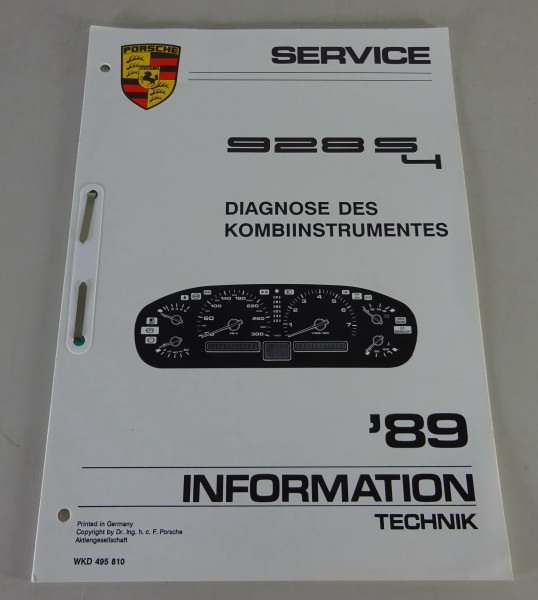 PORSCHE
SERVICE
928 S4
DIAGNOSE DES
KOMBIINSTRUMENTES
'89
INFORMATION
TECHNIK
Printed in Germany
Copyright by Dr. Ing. h. c. F. Porsche
Aktiengesellschaft
WKD 495 810